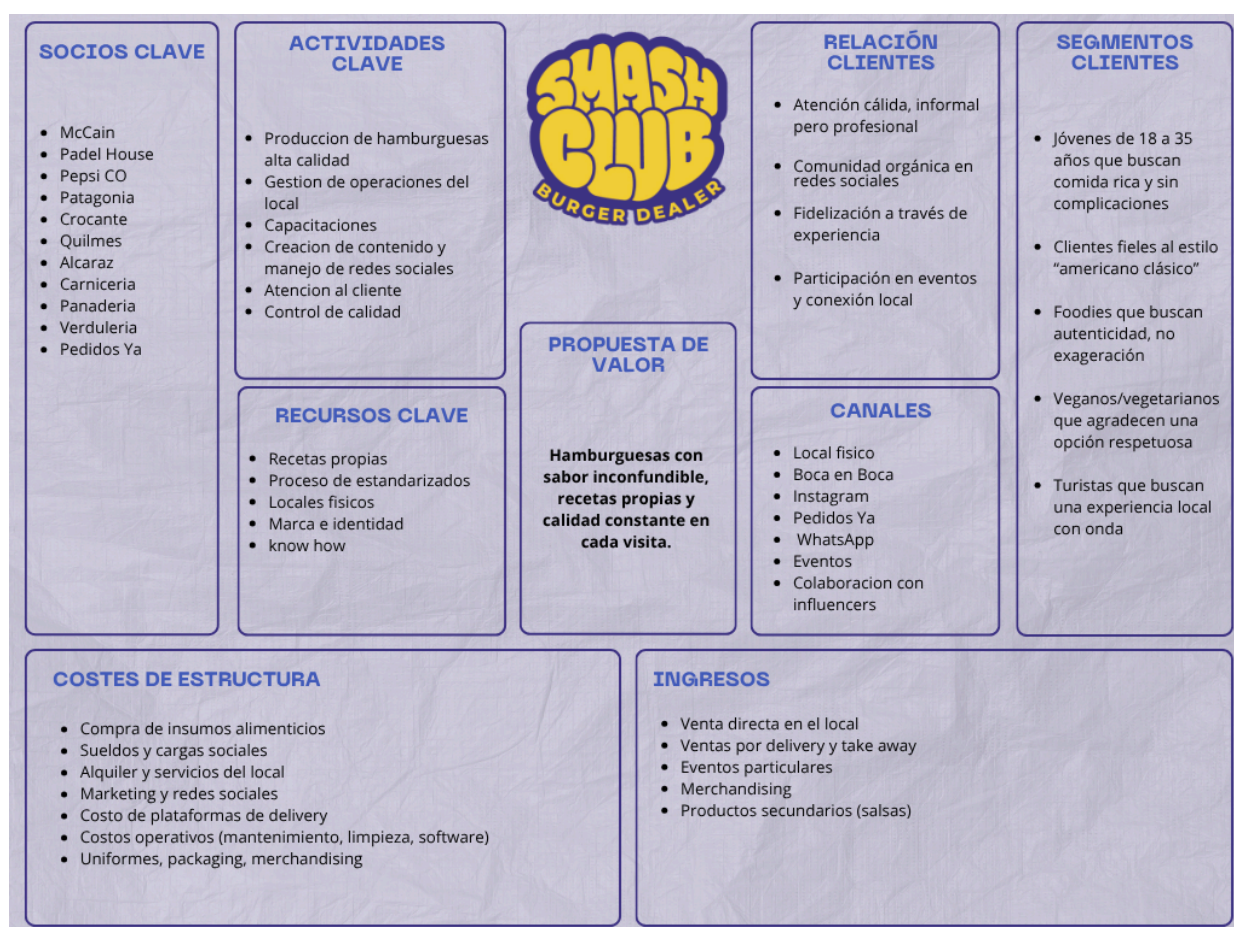 SOCIOS CLAVE
McCain
Padel House
Pepsi CO
Patagonia
Crocante
Quilmes
Alcaraz
Carniceria
Panaderia
Verduleria
Pedidos Ya
ACTIVIDADES
CLAVE
Produccion de hamburguesas
alta calidad
Gestion de operaciones del
local
Capacitaciones
Creacion de contenido y
manejo de redes sociales
Atencion al cliente
Control de calidad
RECURSOS CLAVE
Recetas propias
Proceso de estandarizados
Locales fisicos
Marca e identidad
know how
SMASH
CLUB
BURGER DEALER
PROPUESTA DE
VALOR
Hamburguesas con
sabor inconfundible,
recetas propias y
calidad constante en
cada visita.
RELACIÓN
CLIENTES
Atención cálida, informal
pero profesional
Comunidad orgánica en
redes sociales
Fidelización a través de
experiencia
Participación en eventos
y conexión local
CANALES
Local fisico
Boca en Boca
Instagram
Pedidos Ya
WhatsApp
Eventos
Colaboracion con
influencers
SEGMENTOS
CLIENTES
Jóvenes de 18 a 35
años que buscan
comida rica y sin
complicaciones
Clientes fieles al estilo
“americano clásico”
Foodies que buscan
autenticidad, no
exageración
Veganos/vegetarianos
que agradecen una
opción respetuosa
Turistas que buscan
una experiencia local
con onda
COSTES DE ESTRUCTURA
Compra de insumos alimenticios
Sueldos y cargas sociales
Alquiler y servicios del local
Marketing y redes sociales
Costo de plataformas de delivery
Costos operativos (mantenimiento, limpieza, software)
Uniformes, packaging, merchandising
INGRESOS
Venta directa en el local
Ventas por delivery y take away
Eventos particulares
Merchandising
Productos secundarios (salsas)